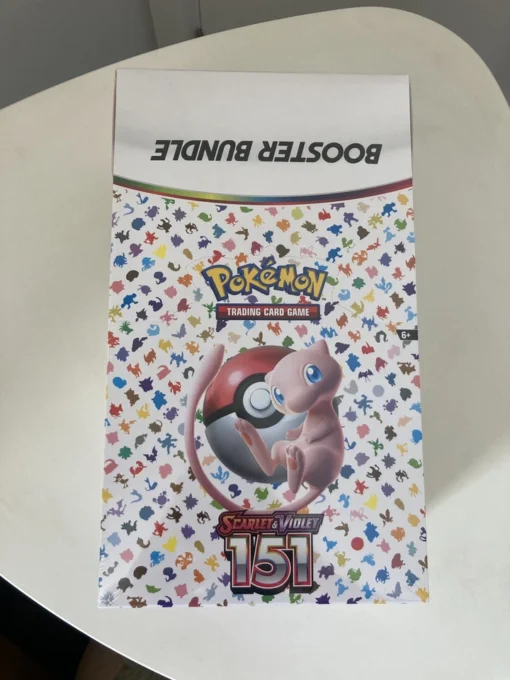 BOOSTER BUNDLE
POKéMON
TRADING CARD GAME
6+
SCARLET & VIOLET
151